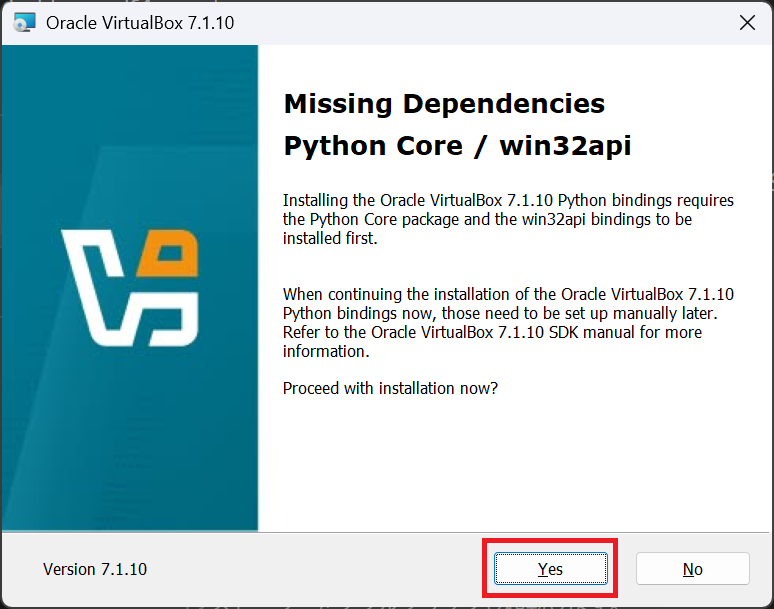 Oracle VirtualBox 7.1.10
Missing Dependencies
Python Core / win32api
Installing the Oracle VirtualBox 7.1.10 Python bindings requires
the Python Core package and the win32api bindings to be
installed first.
When continuing the installation of the Oracle VirtualBox 7.1.10
Python bindings now, those need to be set up manually later.
Refer to the Oracle VirtualBox 7.1.10 SDK manual for more
information.
Proceed with installation now?
Version 7.1.10
Yes
No